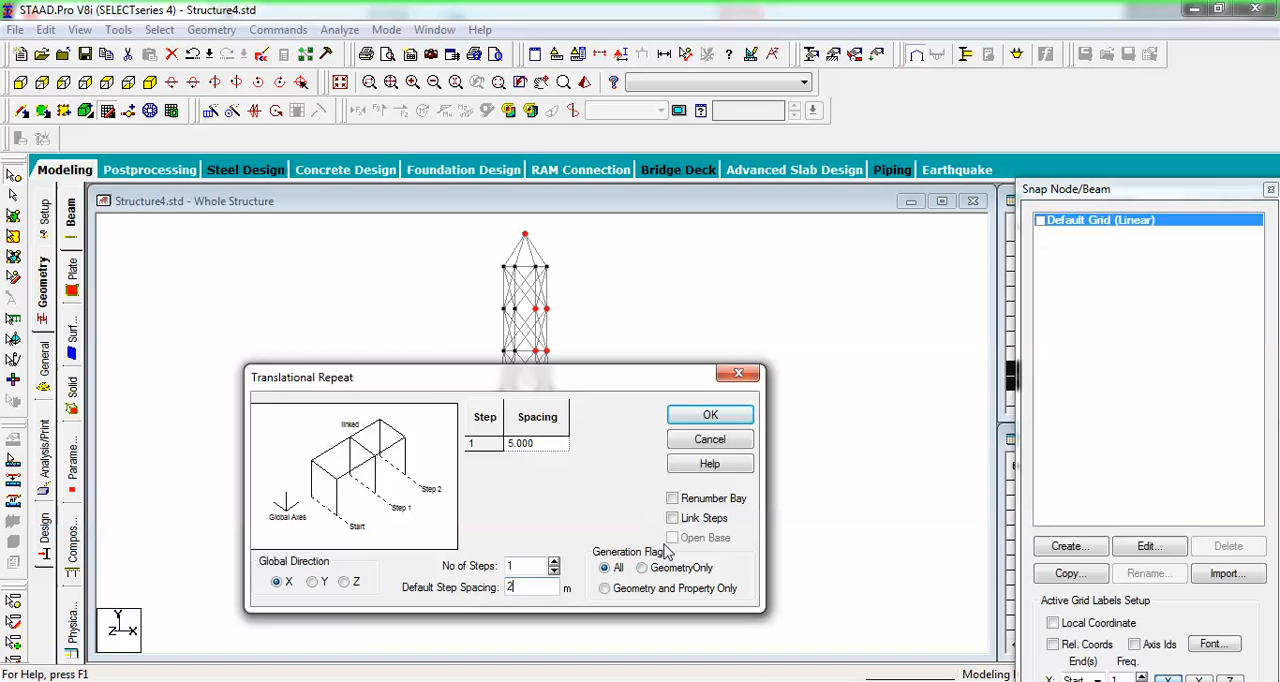 STAAD.Pro V8i (SELECTseries 4) - Structure4.std
File Edit View Tools Select Geometry Commands Analyze Mode Window Help
Modeling Postprocessing Steel Design Concrete Design Foundation Design RAM Connection Bridge Deck Advanced Slab Design Piping Earthquake
Structure4.std - Whole Structure
Snap Node/Beam
Default Grid (Linear)
Setup
Geometry
General
Analysis/Print
Design
Beam
Plate
Surf...
Solid
Parame...
Compos...
Physica...
Translational Repeat
linked
Step 2
Step 1
Start
Global Axes
Step Spacing
1 5.000
OK
Cancel
Help
Renumber Bay
Link Steps
Open Base
Generation Flag
All GeometryOnly
Geometry and Property Only
Global Direction
X Y Z
No of Steps: 1
Default Step Spacing: 2 m
Create... Edit... Delete
Copy... Rename... Import...
Active Grid Labels Setup
Local Coordinate
Rel. Coords Axis Ids Font...
End(s) Freq.
X: Start 1 X Y Z
Y
Z X
For Help, press F1
Modeling